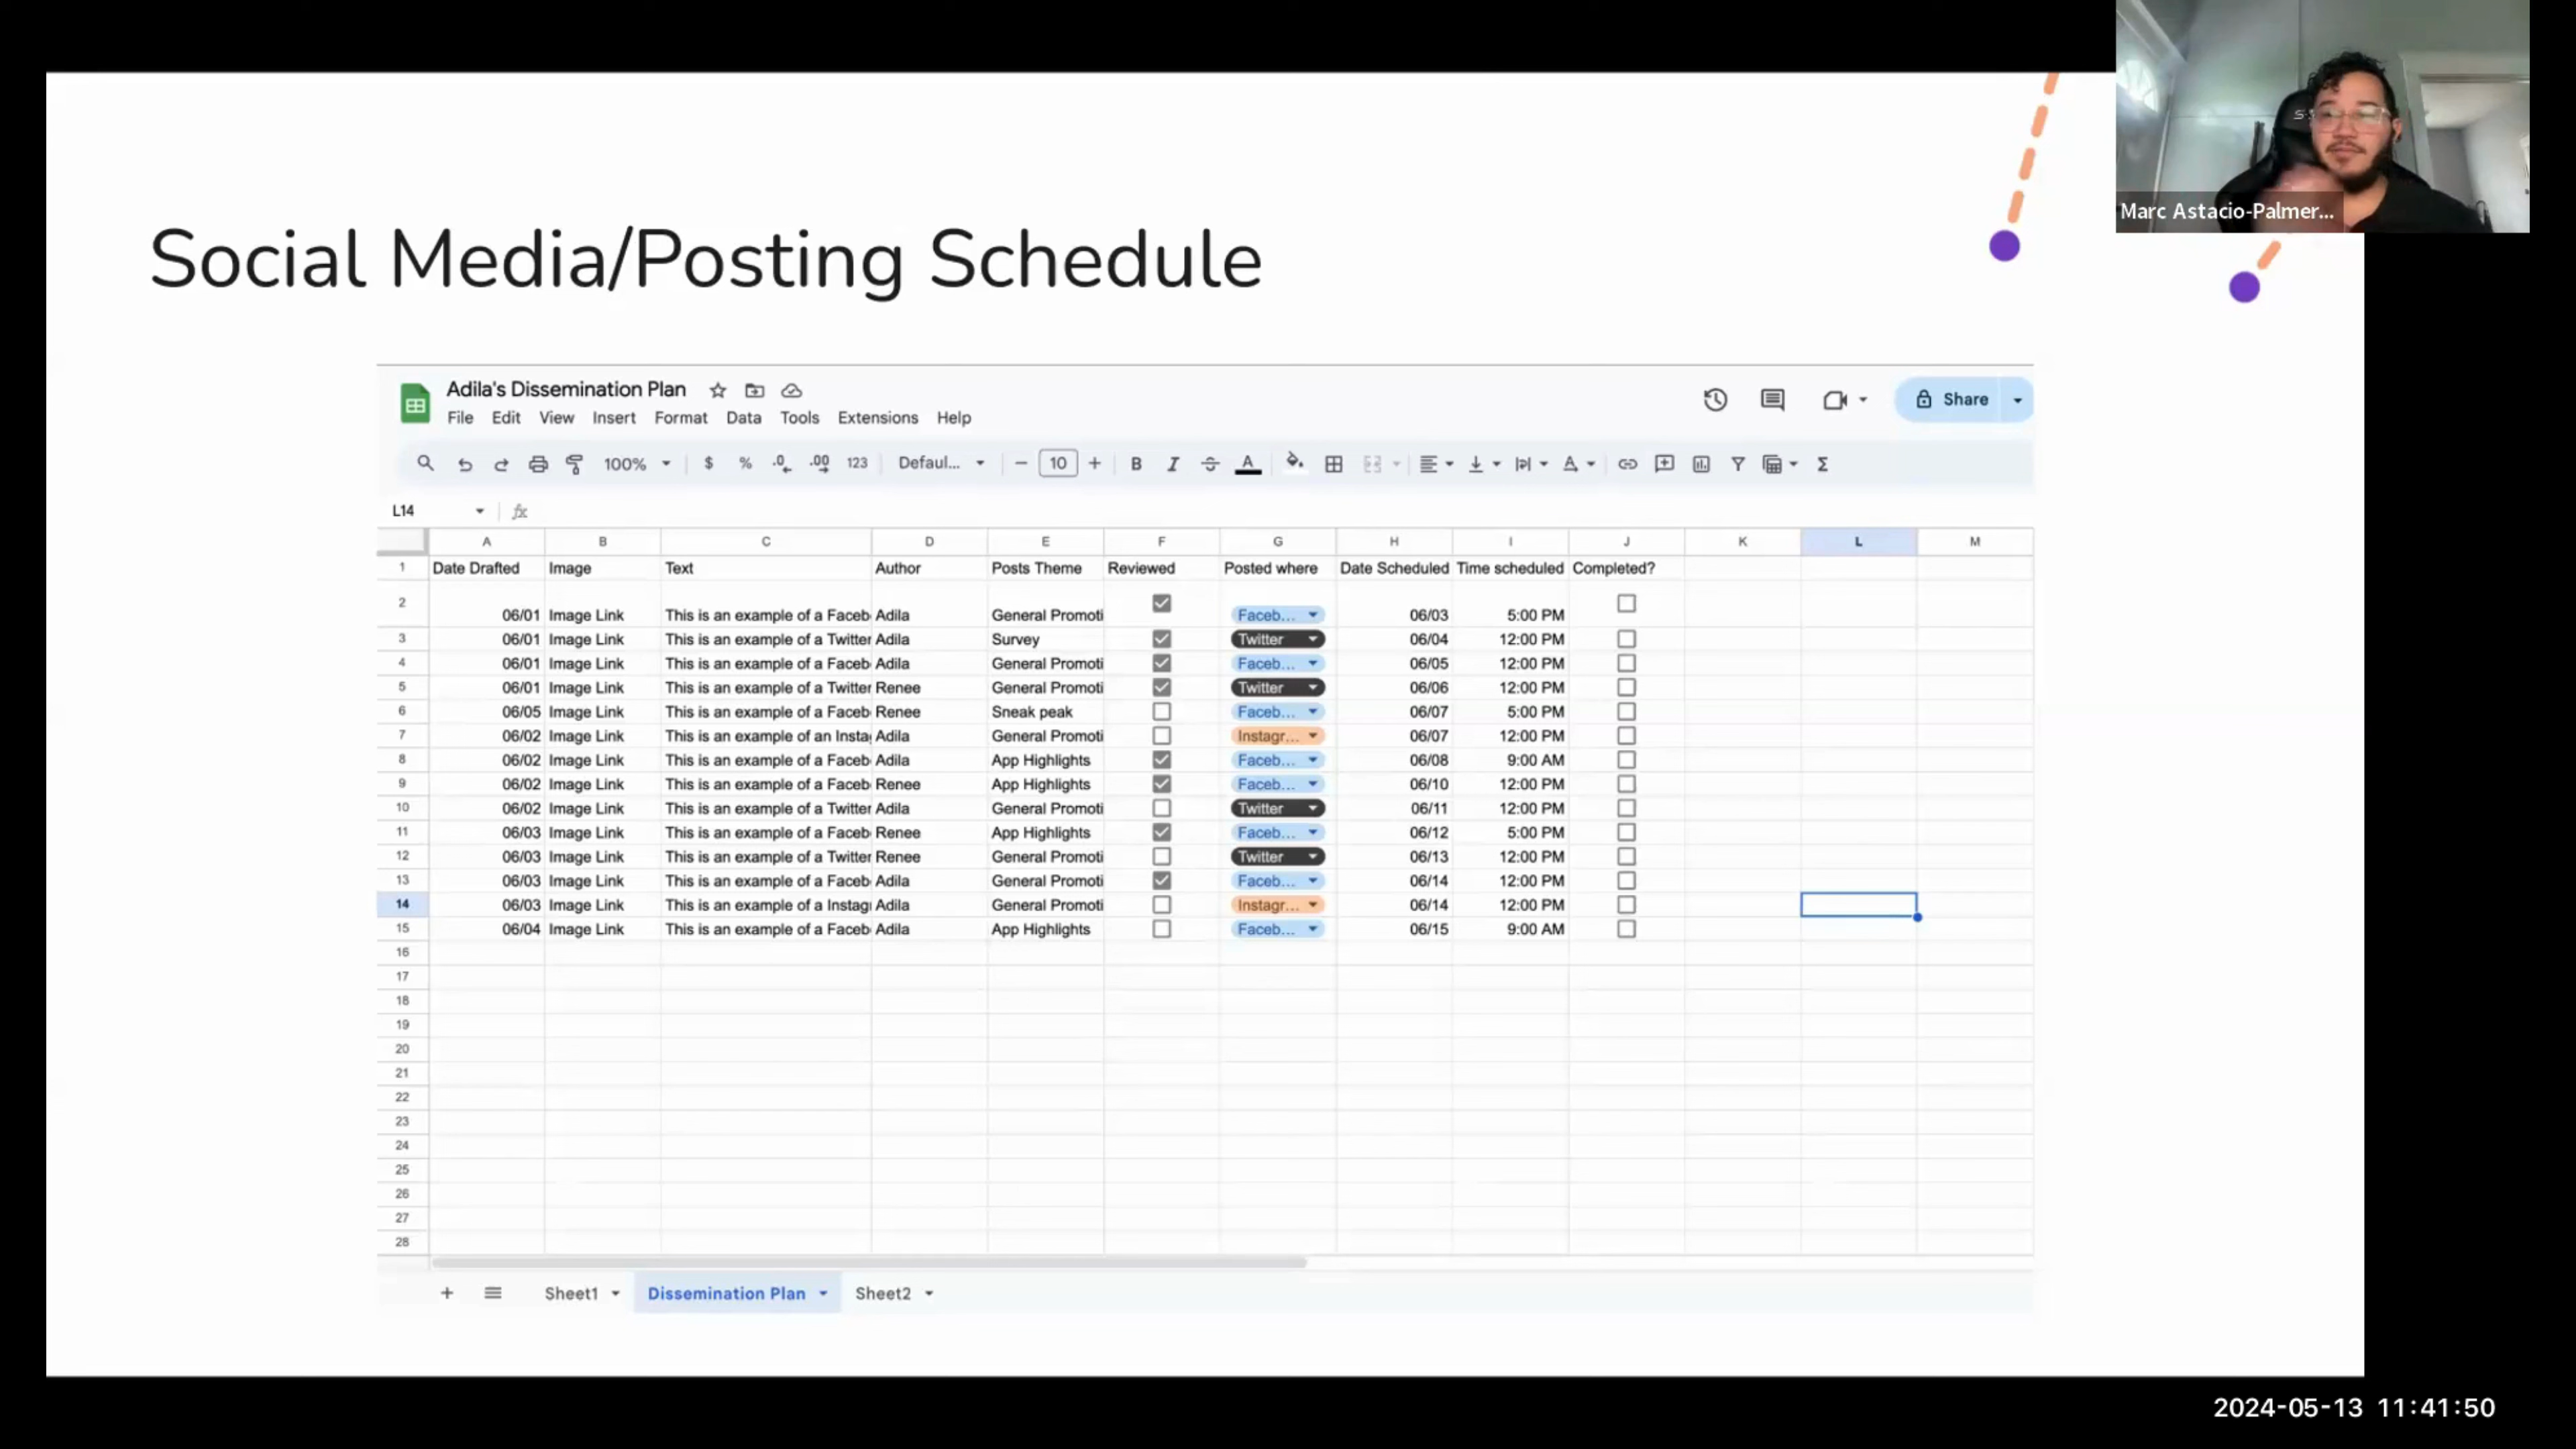 Marc Astacio-Palmer...
Social Media/Posting Schedule
Adila's Dissemination Plan
Share
File Edit View Insert Format Data Tools Extensions Help
100% $ % .0 .00 123 Defaul... − 10 + B I S A Σ
L14 fx
A B C D E F G H I J K L M
1 Date Drafted Image Text Author Posts Theme Reviewed Posted where Date Scheduled Time scheduled Completed?
2 06/01 Image Link This is an example of a Faceb Adila General Promoti Faceb... 06/03 5:00 PM
3 06/01 Image Link This is an example of a Twitter Adila Survey Twitter 06/04 12:00 PM
4 06/01 Image Link This is an example of a Faceb Adila General Promoti Faceb... 06/05 12:00 PM
5 06/01 Image Link This is an example of a Twitter Renee General Promoti Twitter 06/06 12:00 PM
6 06/05 Image Link This is an example of a Faceb Renee Sneak peak Faceb... 06/07 5:00 PM
7 06/02 Image Link This is an example of an Insta Adila General Promoti Instagr... 06/07 12:00 PM
8 06/02 Image Link This is an example of a Faceb Adila App Highlights Faceb... 06/08 9:00 AM
9 06/02 Image Link This is an example of a Faceb Renee App Highlights Faceb... 06/10 12:00 PM
10 06/02 Image Link This is an example of a Twitter Adila General Promoti Twitter 06/11 12:00 PM
11 06/03 Image Link This is an example of a Faceb Renee App Highlights Faceb... 06/12 5:00 PM
12 06/03 Image Link This is an example of a Twitter Renee General Promoti Twitter 06/13 12:00 PM
13 06/03 Image Link This is an example of a Faceb Adila General Promoti Faceb... 06/14 12:00 PM
14 06/03 Image Link This is an example of a Instag Adila General Promoti Instagr... 06/14 12:00 PM
15 06/04 Image Link This is an example of a Faceb Adila App Highlights Faceb... 06/15 9:00 AM
16
17
18
19
20
21
22
23
24
25
26
27
28
+ Sheet1 Dissemination Plan Sheet2
2024-05-13 11:41:50